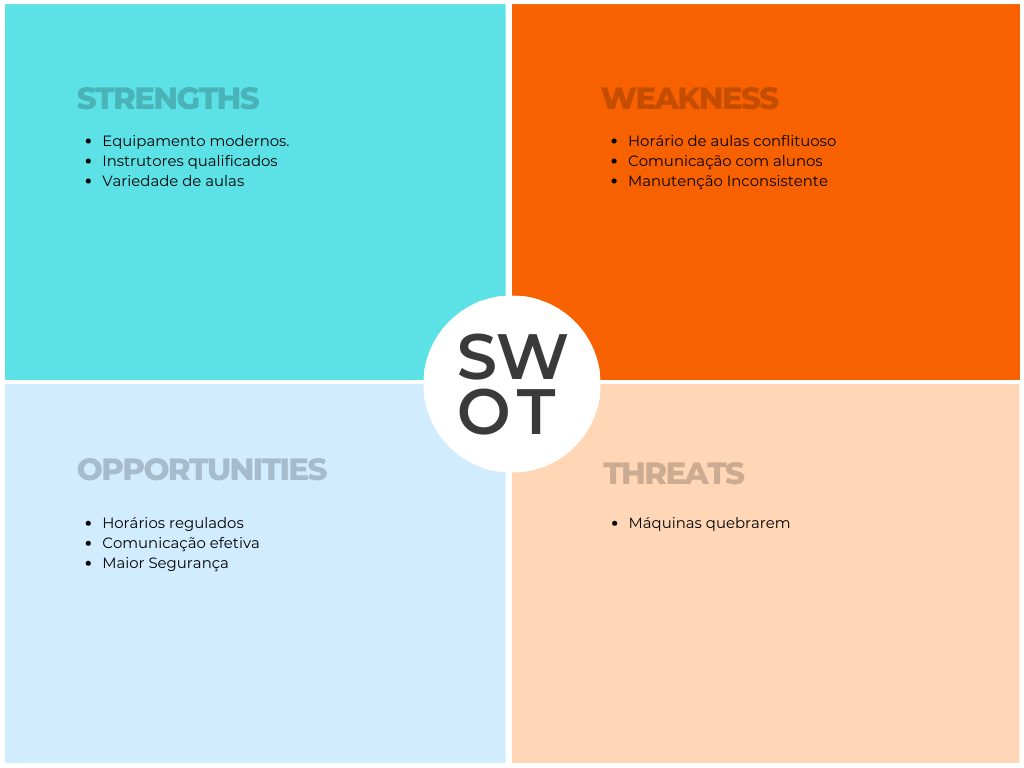 STRENGTHS
Equipamento modernos.
Instrutores qualificados
Variedade de aulas
WEAKNESS
Horário de aulas conflituoso
Comunicação com alunos
Manutenção Inconsistente
SW
OT
OPPORTUNITIES
Horários regulados
Comunicação efetiva
Maior Segurança
THREATS
Máquinas quebrarem